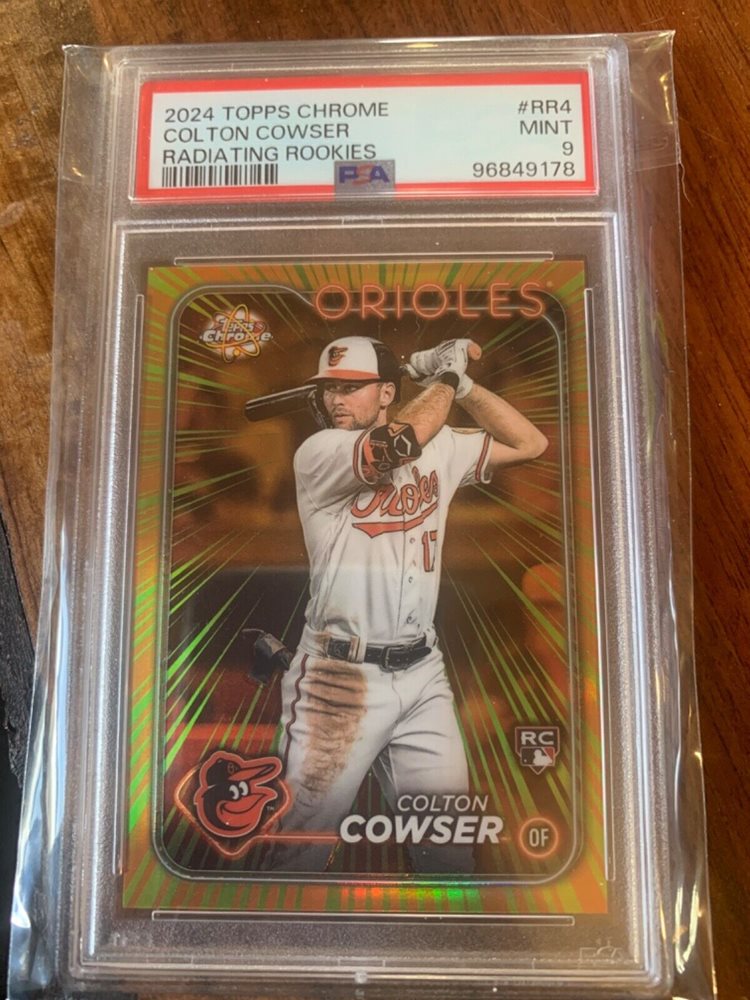 2024 TOPPS CHROME #RR4
COLTON COWSER MINT
RADIATING ROOKIES 9
PSA 96849178
ORIOLES
Topps
Chrome
Orioles
17
RC
COLTON
COWSER OF